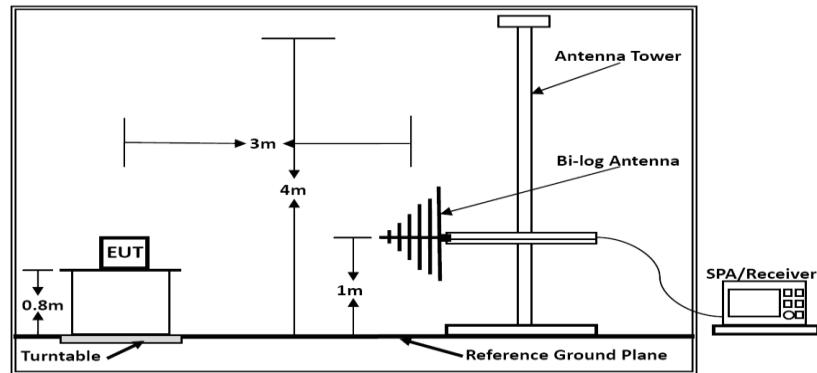 Antenna Tower
3m
Bi-log Antenna
4m
EUT
SPA/Receiver
0.8m
1m
Turntable
Reference Ground Plane